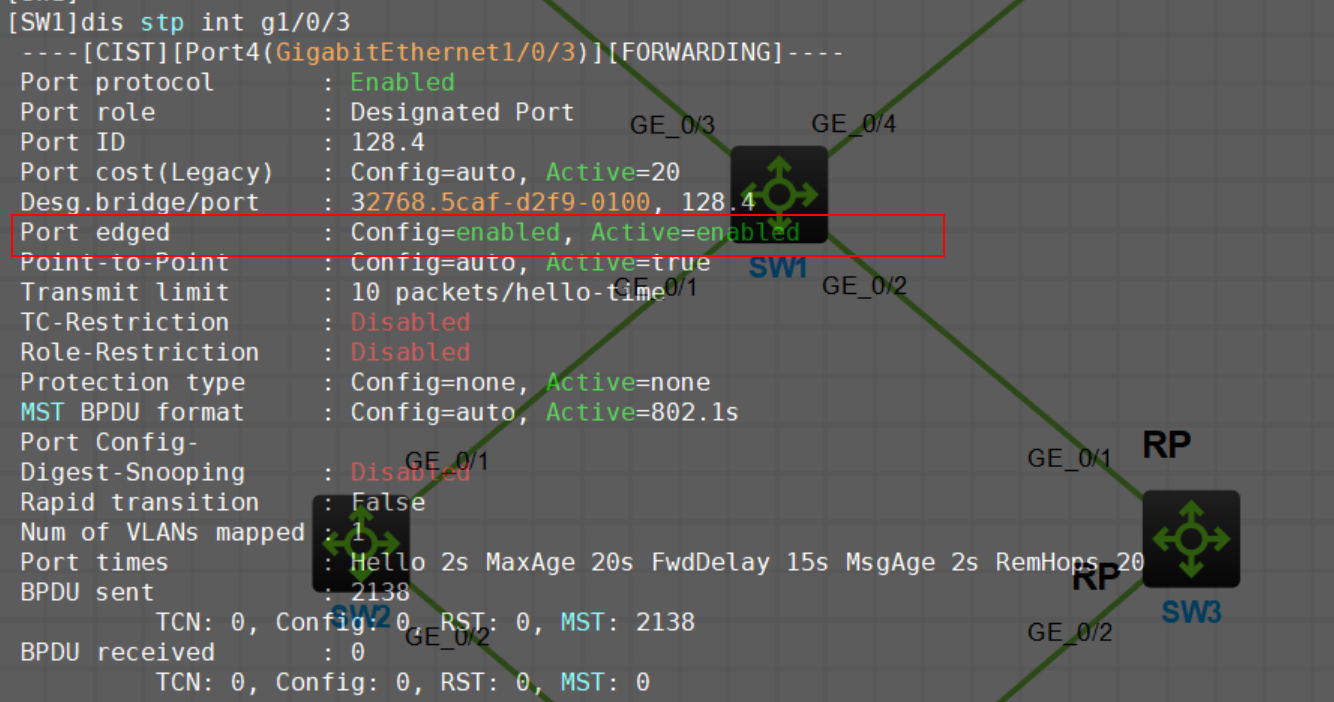 [SW1]dis stp int g1/0/3
----[CIST][Port4(GigabitEthernet1/0/3)][FORWARDING]----
Port protocol : Enabled
Port role : Designated Port
Port ID : 128.4
Port cost(Legacy) : Config=auto, Active=20
Desg.bridge/port : 32768.5caf-d2f9-0100, 128.4
Port edged : Config=enabled, Active=enabled
Point-to-Point : Config=auto, Active=true
Transmit limit : 10 packets/hello-time
TC-Restriction : Disabled
Role-Restriction : Disabled
Protection type : Config=none, Active=none
MST BPDU format : Config=auto, Active=802.1s
Port Config-
Digest-Snooping : Disabled
Rapid transition : False
Num of VLANs mapped : 1
Port times : Hello 2s MaxAge 20s FwdDelay 15s MsgAge 2s RemHops 20
BPDU sent : 2138
TCN: 0, Config: 0, RST: 0, MST: 2138
BPDU received : 0
TCN: 0, Config: 0, RST: 0, MST: 0
GE_0/3
GE_0/4
SW1
GE_0/1
GE_0/2
GE_0/1
GE_0/1
RP
RP
SW2
SW3
GE_0/2
GE_0/2